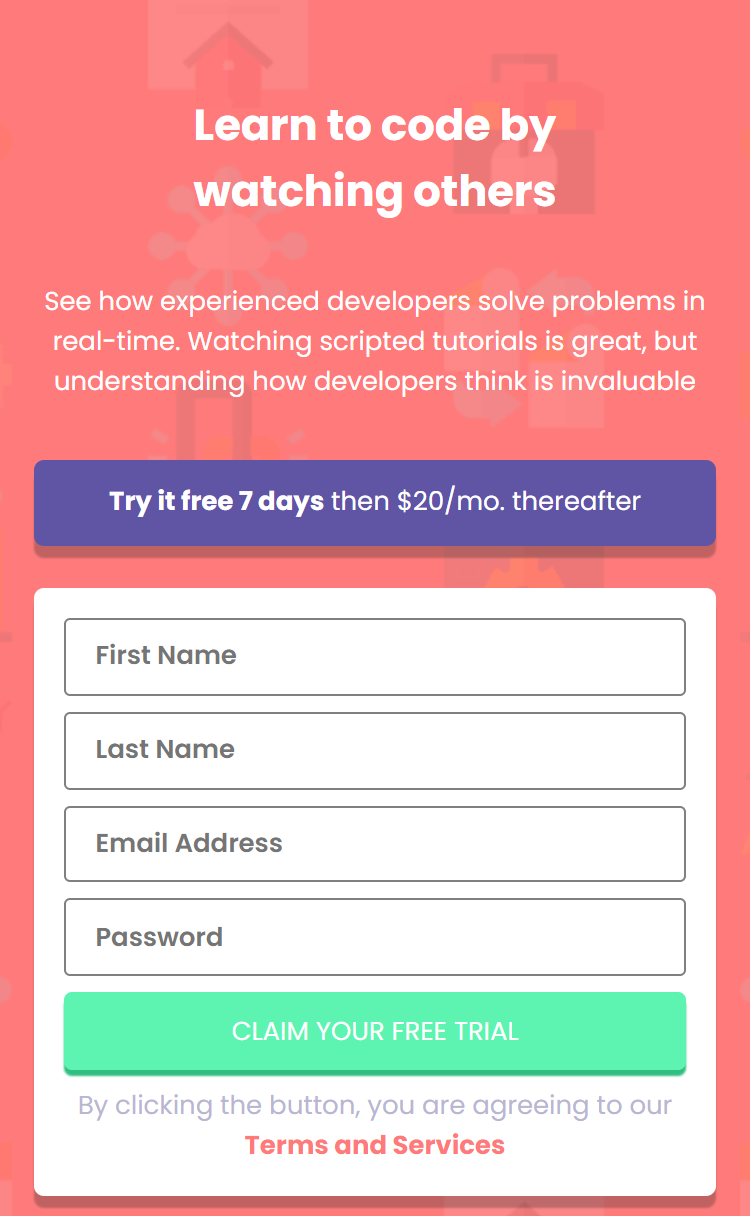 Learn to code by
watching others
See how experienced developers solve problems in
real-time. Watching scripted tutorials is great, but
understanding how developers think is invaluable
Try it free 7 days then $20/mo. thereafter
First Name
Last Name
Email Address
Password
CLAIM YOUR FREE TRIAL
By clicking the button, you are agreeing to our
Terms and Services